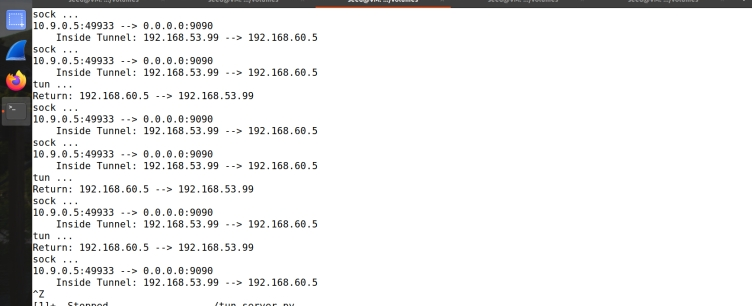 sock ...
10.9.0.5:49933 --> 0.0.0.0:9090
    Inside Tunnel: 192.168.53.99 --> 192.168.60.5
sock ...
10.9.0.5:49933 --> 0.0.0.0:9090
    Inside Tunnel: 192.168.53.99 --> 192.168.60.5
tun ...
Return: 192.168.60.5 --> 192.168.53.99
sock ...
10.9.0.5:49933 --> 0.0.0.0:9090
    Inside Tunnel: 192.168.53.99 --> 192.168.60.5
sock ...
10.9.0.5:49933 --> 0.0.0.0:9090
    Inside Tunnel: 192.168.53.99 --> 192.168.60.5
tun ...
Return: 192.168.60.5 --> 192.168.53.99
sock ...
10.9.0.5:49933 --> 0.0.0.0:9090
    Inside Tunnel: 192.168.53.99 --> 192.168.60.5
tun ...
Return: 192.168.60.5 --> 192.168.53.99
sock ...
10.9.0.5:49933 --> 0.0.0.0:9090
    Inside Tunnel: 192.168.53.99 --> 192.168.60.5
^Z
[1]+  Stopped                 ./tun_server.py